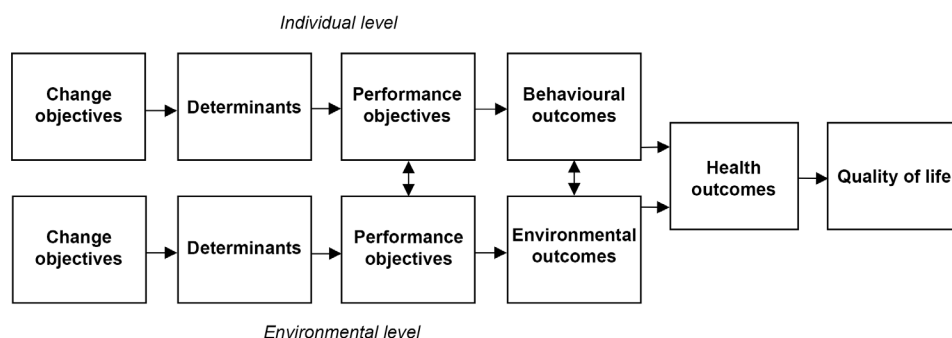 Individual level
Change
objectives
Determinants
Performance
objectives
Behavioural
outcomes
Health
outcomes
Quality of life
Change
objectives
Determinants
Performance
objectives
Environmental
outcomes
Environmental level